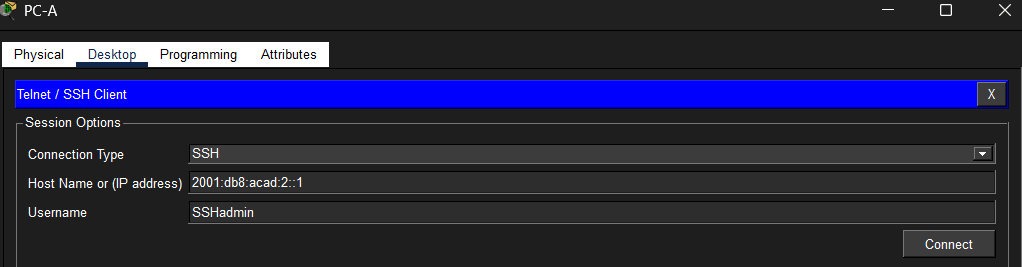 PC-A
Physical Desktop Programming Attributes
Telnet / SSH Client X
Session Options
Connection Type SSH
Host Name or (IP address) 2001:db8:acad:2::1
Username SSHadmin
Connect